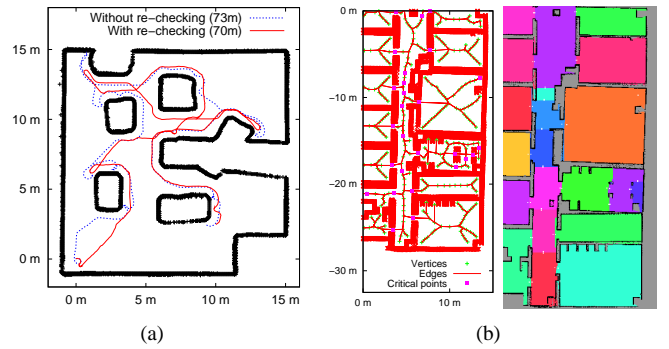 Without re-checking (73m)
With re-checking (70m)
15 m
10 m
5 m
0 m
0 m 5 m 10 m 15 m
(a)
0 m
−10 m
−20 m
−30 m
Vertices
Edges
Critical points
0 m 10 m
(b)